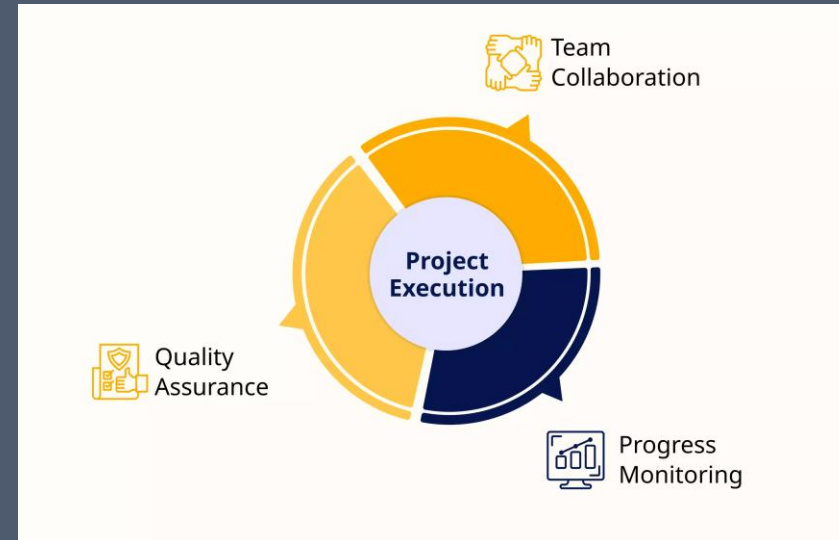 Team
Collaboration
Project
Execution
Quality
Assurance
Progress
Monitoring